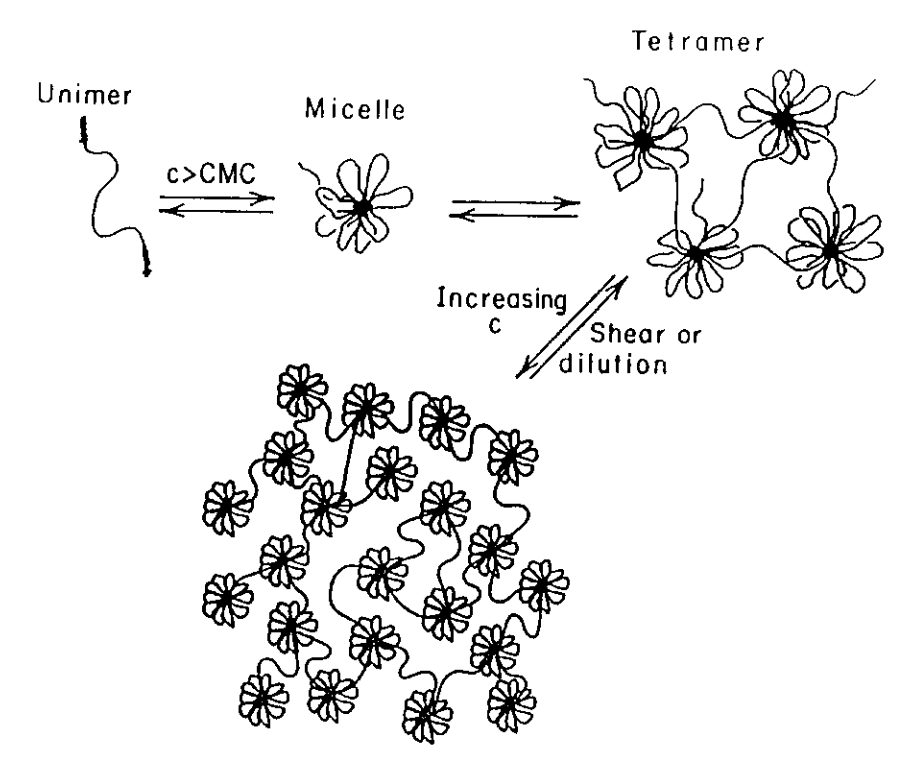 Unimer
c>CMC
Micelle
Tetramer
Increasing
c
Shear or
dilution